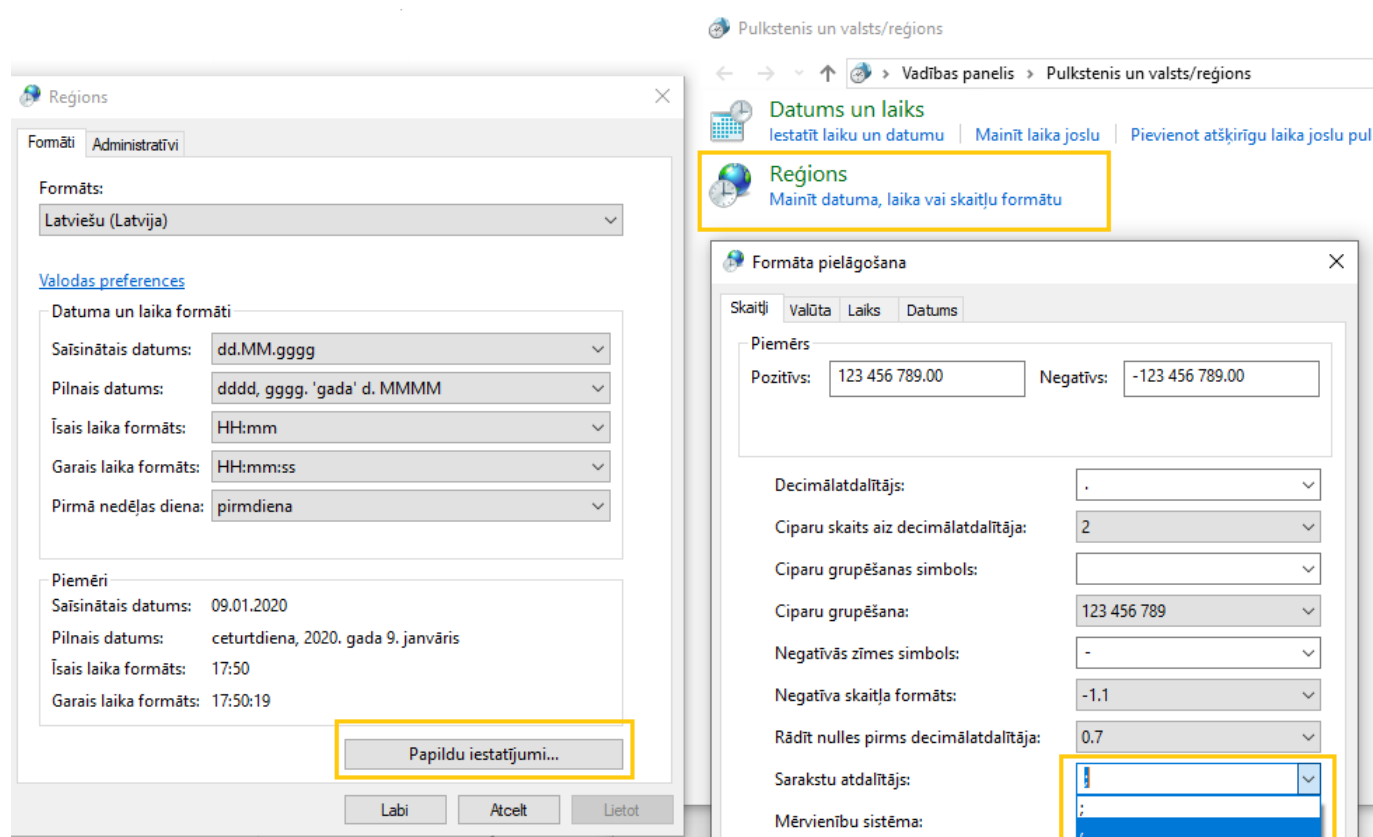 Pulkstenis un valsts/reģions
Vadības panelis › Pulkstenis un valsts/reģions
Datums un laiks
Iestatīt laiku un datumu | Mainīt laika joslu | Pievienot atšķirīgu laika joslu pul
Reģions
Mainīt datuma, laika vai skaitļu formātu
Reģions
Formāti Administratīvi
Formāts:
Latviešu (Latvija)
Valodas preferences
Datuma un laika formāti
Saīsinātais datums: dd.MM.gggg
Pilnais datums: dddd, gggg. 'gada' d. MMMM
Īsais laika formāts: HH:mm
Garais laika formāts: HH:mm:ss
Pirmā nedēļas diena: pirmdiena
Piemēri
Saīsinātais datums: 09.01.2020
Pilnais datums: ceturtdiena, 2020. gada 9. janvāris
Īsais laika formāts: 17:50
Garais laika formāts: 17:50:19
Papildu iestatījumi...
Labi Atcelt Lietot
Formāta pielāgošana
Skaitļi Valūta Laiks Datums
Piemērs
Pozitīvs: 123 456 789.00 Negatīvs: -123 456 789.00
Decimālatdalītājs: .
Ciparu skaits aiz decimālatdalītāja: 2
Ciparu grupēšanas simbols:
Ciparu grupēšana: 123 456 789
Negatīvās zīmes simbols: -
Negatīva skaitļa formāts: -1.1
Rādīt nulles pirms decimālatdalītāja: 0.7
Sarakstu atdalītājs: ;
;
Mērvienību sistēma: